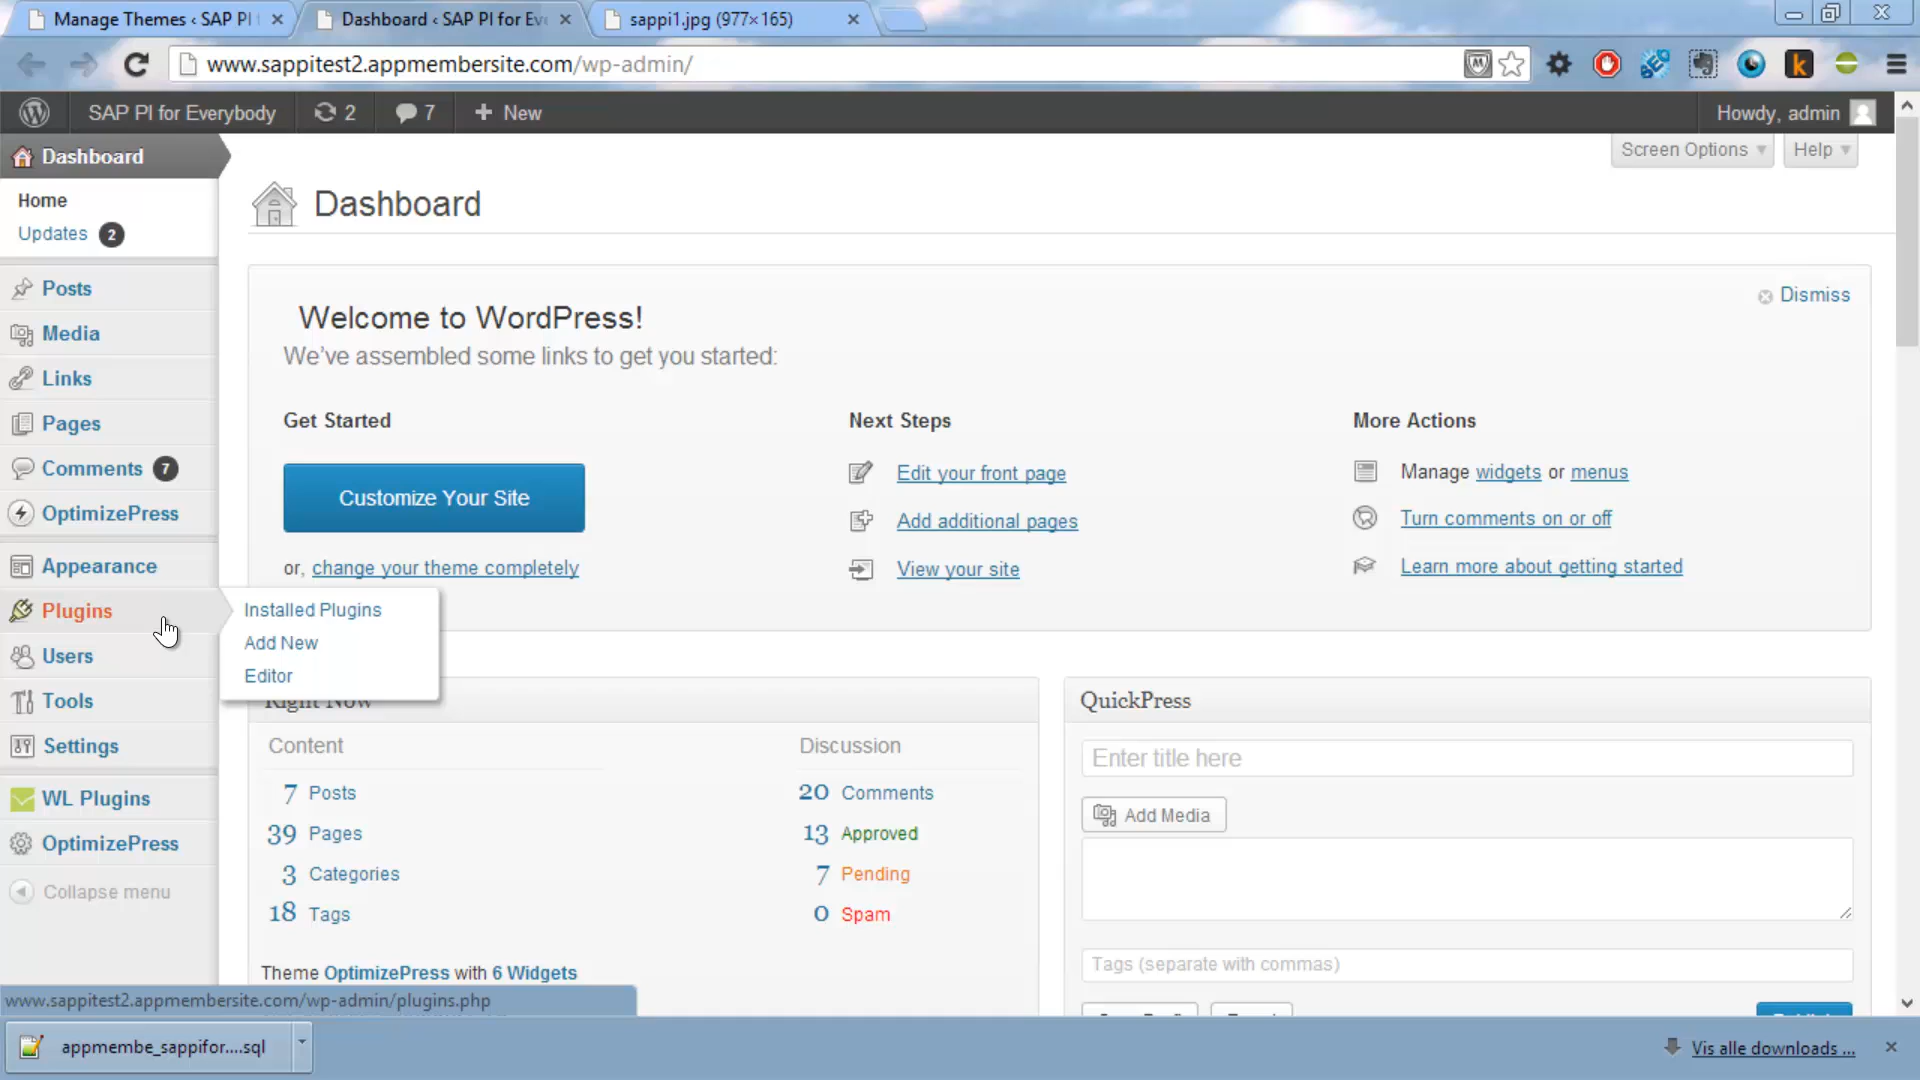 Manage Themes ‹ SAP PI
Dashboard ‹ SAP PI for Eve
sappi1.jpg (977×165)
www.sappitest2.appmembersite.com/wp-admin/
SAP PI for Everybody
2
7
+ New
Howdy, admin
Dashboard
Screen Options
Help
Home
Updates 2
Dashboard
Posts
Media
Links
Pages
Comments 7
OptimizePress
Appearance
Plugins
Users
Tools
Settings
WL Plugins
OptimizePress
Collapse menu
Installed Plugins
Add New
Editor
Welcome to WordPress!
Dismiss
We've assembled some links to get you started:
Get Started
Customize Your Site
or, change your theme completely
Next Steps
Edit your front page
Add additional pages
View your site
More Actions
Manage widgets or menus
Turn comments on or off
Learn more about getting started
Right Now
Content
7 Posts
39 Pages
3 Categories
18 Tags
Discussion
20 Comments
13 Approved
7 Pending
0 Spam
Theme OptimizePress with 6 Widgets
QuickPress
Enter title here
Add Media
Tags (separate with commas)
www.sappitest2.appmembersite.com/wp-admin/plugins.php
appmembe_sappifor....sql
Vis alle downloads ...